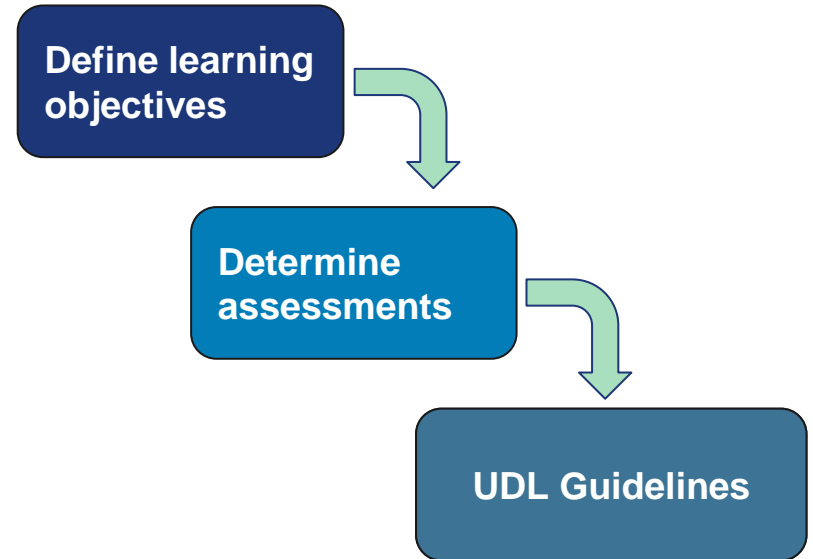 Define learning
objectives
Determine
assessments
UDL Guidelines